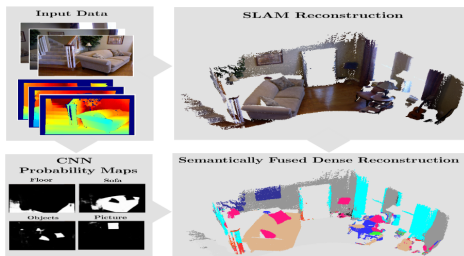 Input Data
SLAM Reconstruction
CNN
Probability Maps
Floor
Sofa
Objects
Picture
Semantically Fused Dense Reconstruction